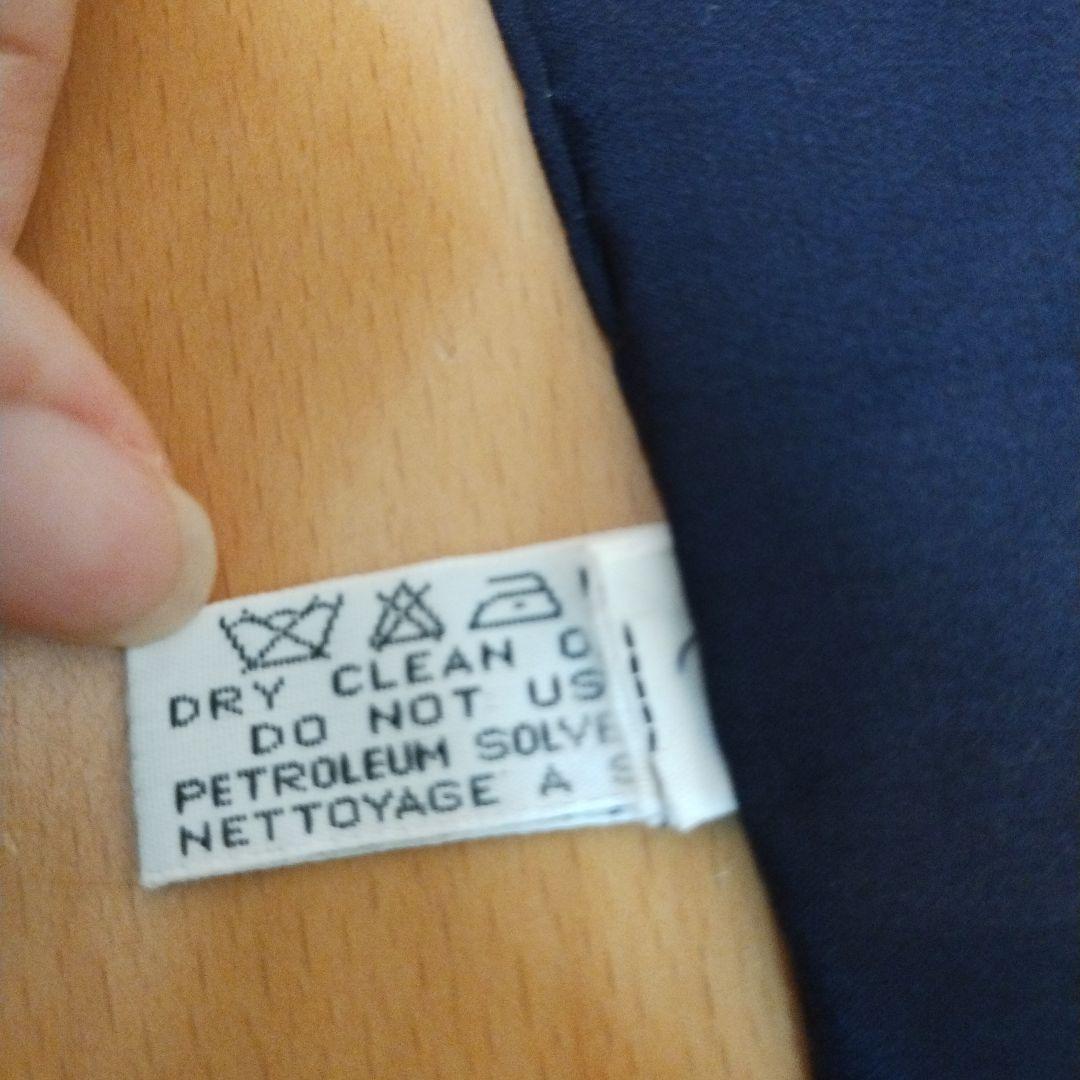 DRY CLEAN O
DO NOT US
PETROLEUM SOLVE
NETTOYAGE A S